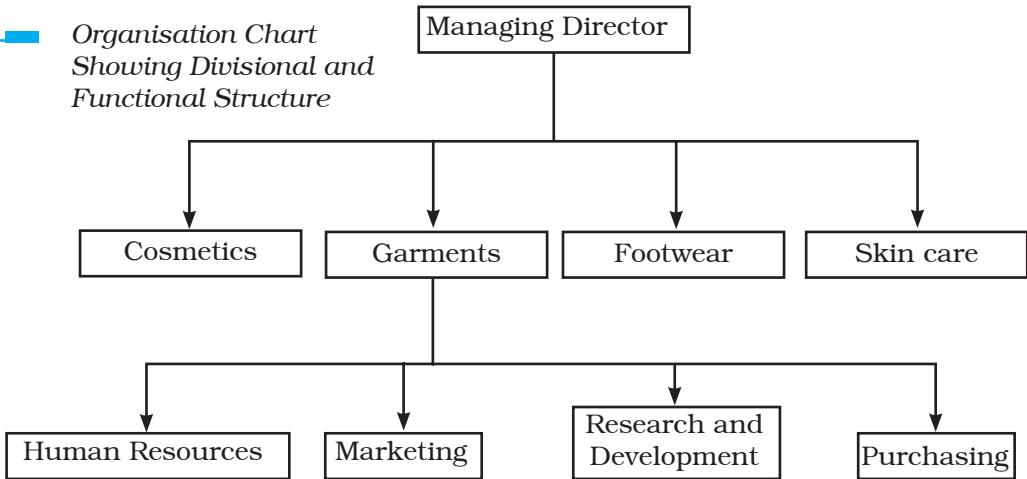 Organisation Chart
Showing Divisional and
Functional Structure
Managing Director
Cosmetics
Garments
Footwear
Skin care
Human Resources
Marketing
Research and
Development
Purchasing